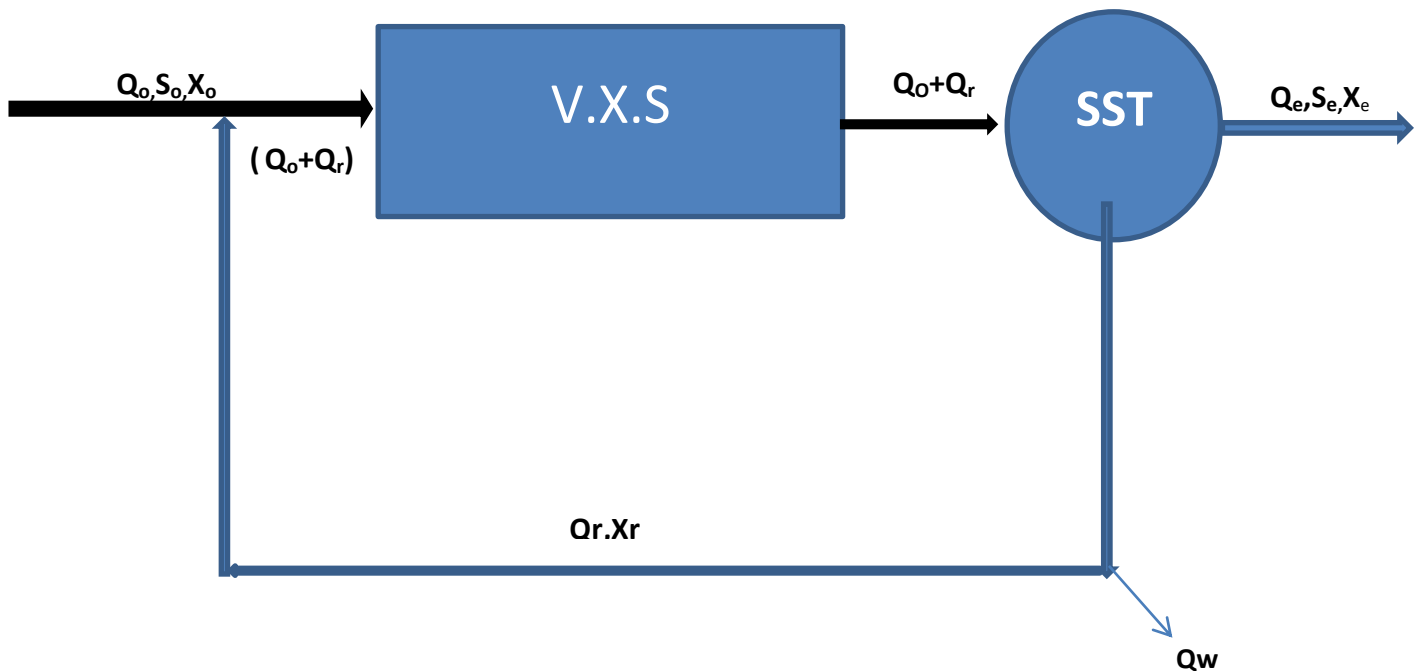 Qo,So,Xo
( Qo+Qr)
V.X.S
QO+Qr
SST
Qe,Se,Xe
Qr.Xr
Qw